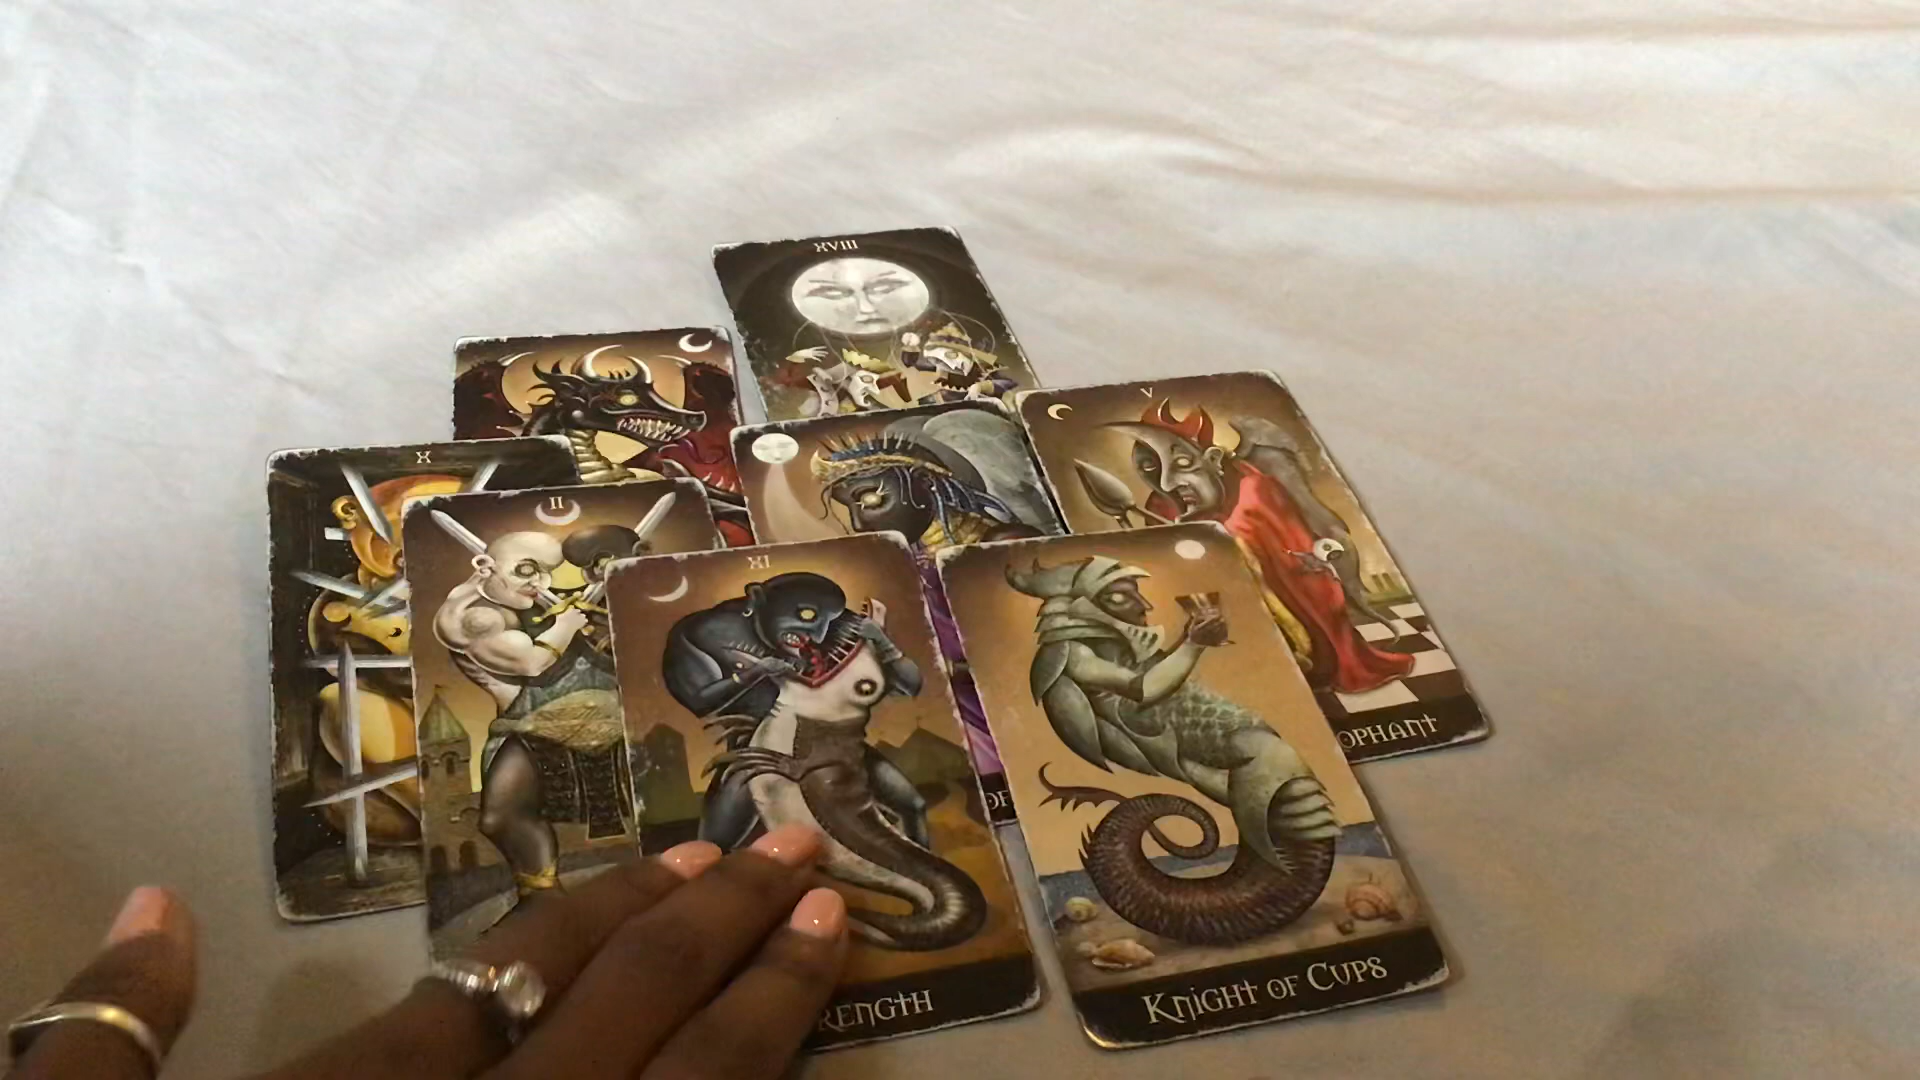 XVIII
V
X
II
XI
OF
OPHANT
RENGTH
KNIGHT OF CUPS